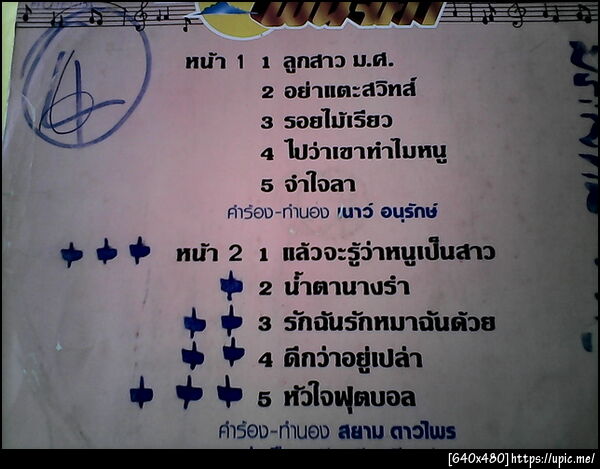 หน้า 1 1 ลูกสาว ม.ศ.
2 อย่าแตะสวิทส์
3 รอยไม้เรียว
4 ไปว่าเขาทำไมหนู
5 จำใจลา
คำร้อง-ทำนอง เนาว์ อนุรักษ์
หน้า 2 1 แล้วจะรู้ว่าหนูเป็นสาว
2 น้ำตานางรำ
3 รักฉันรักหมาฉันด้วย
4 ดีกว่าอยู่เปล่า
5 หัวใจฟุตบอล
คำร้อง-ทำนอง สยาม ดาวไพร
[640x480]https://upic.me/